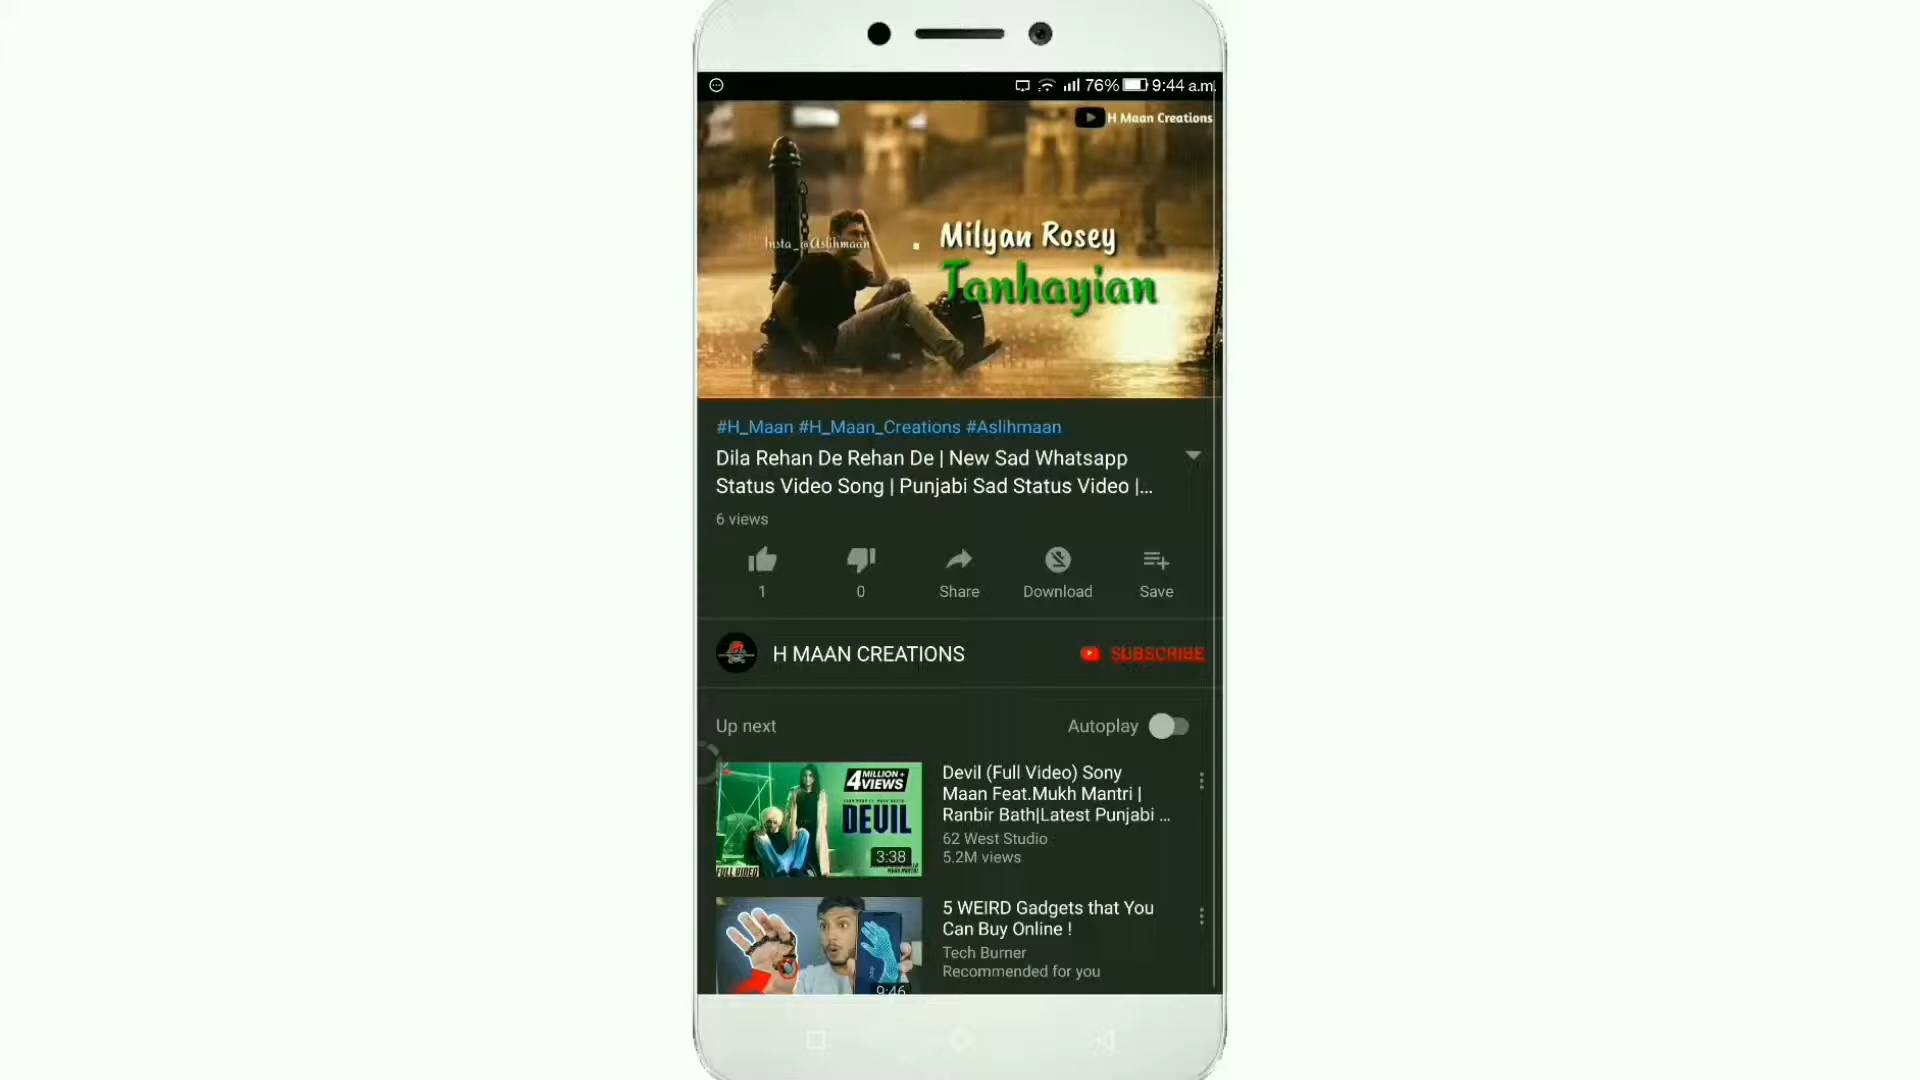 76% 9:44 a.m.
H Maan Creations
Insta_@Aslihmaan
Milyan Rosey
Tanhayian
#H_Maan #H_Maan_Creations #Aslihmaan
Dila Rehan De Rehan De | New Sad Whatsapp
Status Video Song | Punjabi Sad Status Video |...
6 views
1
0
Share
Download
Save
H MAAN CREATIONS
SUBSCRIBE
Up next
Autoplay
4 MILLION+
VIEWS
DEVIL
3:38
FULL VIDEO
Devil (Full Video) Sony
Maan Feat.Mukh Mantri |
Ranbir Bath|Latest Punjabi ...
62 West Studio
5.2M views
9:46
5 WEIRD Gadgets that You
Can Buy Online !
Tech Burner
Recommended for you